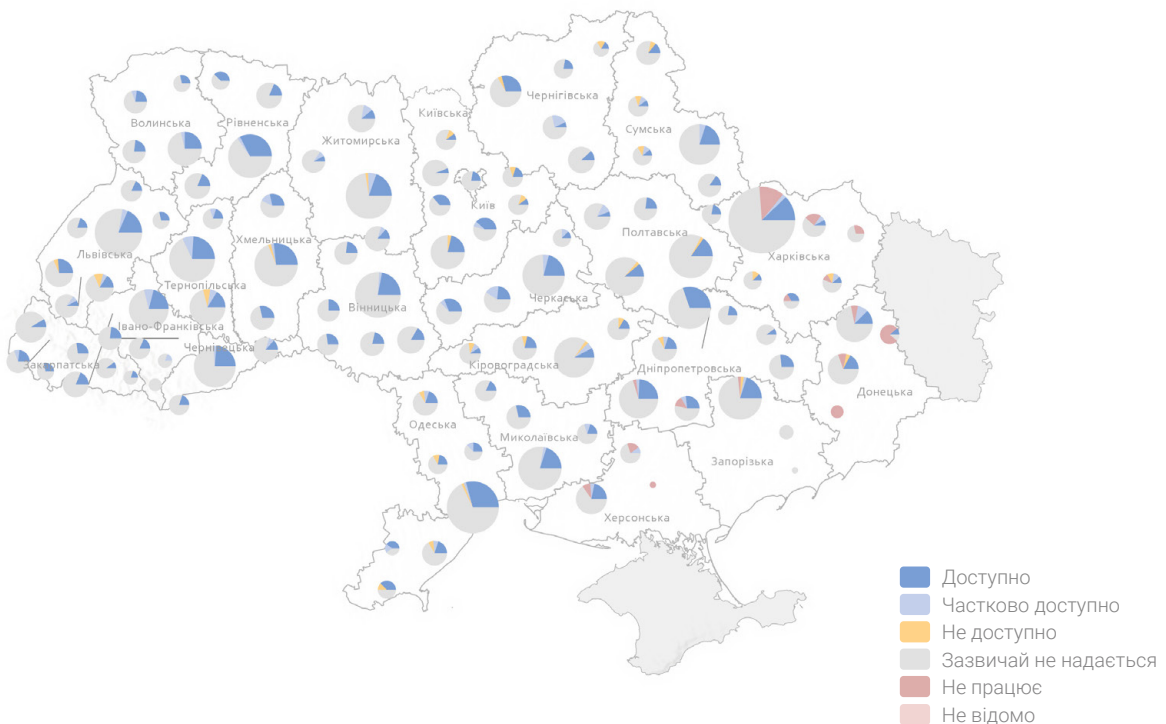 Чернігівська
Київська
Волинська
Рівненська
Сумська
Житомирська
Київ
Полтавська
Хмельницька
Львівська
Харківська
Тернопільська
Черкаська
Вінницька
Івано-Франківська
Чернівецька
Закарпатська
Кіровоградська
Дніпропетровська
Донецька
Одеська
Миколаївська
Запорізька
Херсонська
Доступно
Частково доступно
Не доступно
Зазвичай не надається
Не працює
Не відомо